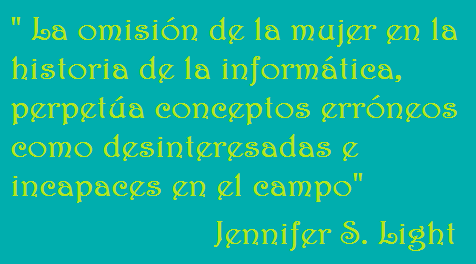 " La omisión de la mujer en la
historia de la informática,
perpetúa conceptos erróneos
como desinteresadas e
incapaces en el campo"
Jennifer S. Light